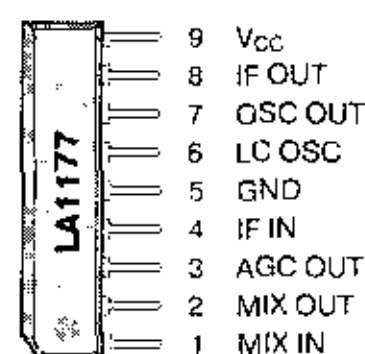 LA1177
9 VCC
8 IF OUT
7 OSC OUT
6 LC OSC
5 GND
4 IF IN
3 AGC OUT
2 MIX OUT
1 MIX IN